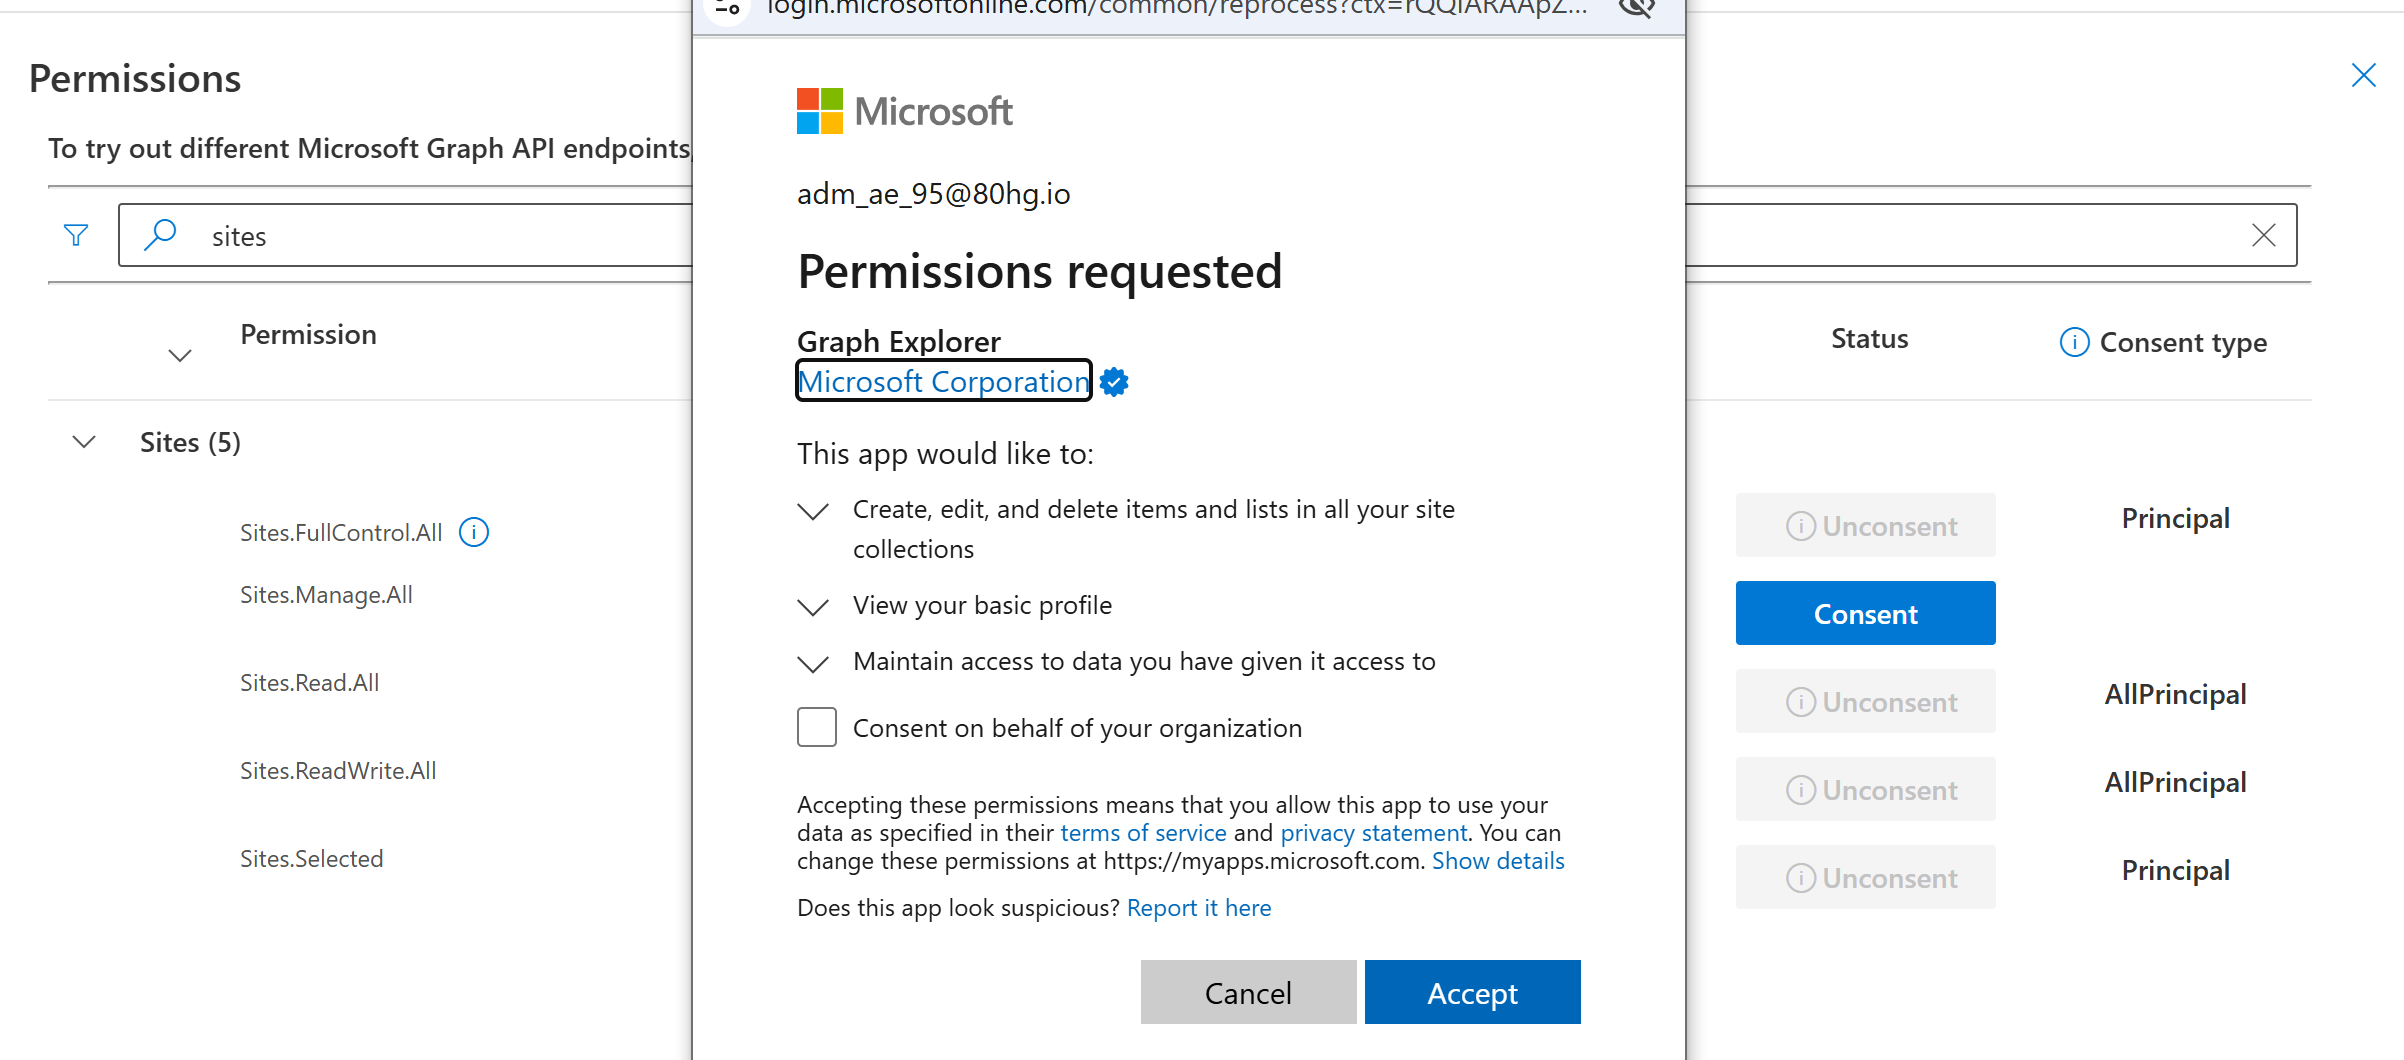 login.microsoftonline.com/common/reprocess?ctx=rQQIARAApZ...
Permissions
To try out different Microsoft Graph API endpoints,
sites
Permission
Status
Consent type
Sites (5)
Sites.FullControl.All
Unconsent
Principal
Sites.Manage.All
Consent
Sites.Read.All
Unconsent
AllPrincipal
Sites.ReadWrite.All
Unconsent
AllPrincipal
Sites.Selected
Unconsent
Principal
Microsoft
adm_ae_95@80hg.io
Permissions requested
Graph Explorer
Microsoft Corporation
This app would like to:
Create, edit, and delete items and lists in all your site
collections
View your basic profile
Maintain access to data you have given it access to
Consent on behalf of your organization
Accepting these permissions means that you allow this app to use your
data as specified in their terms of service and privacy statement. You can
change these permissions at https://myapps.microsoft.com. Show details
Does this app look suspicious? Report it here
Cancel
Accept